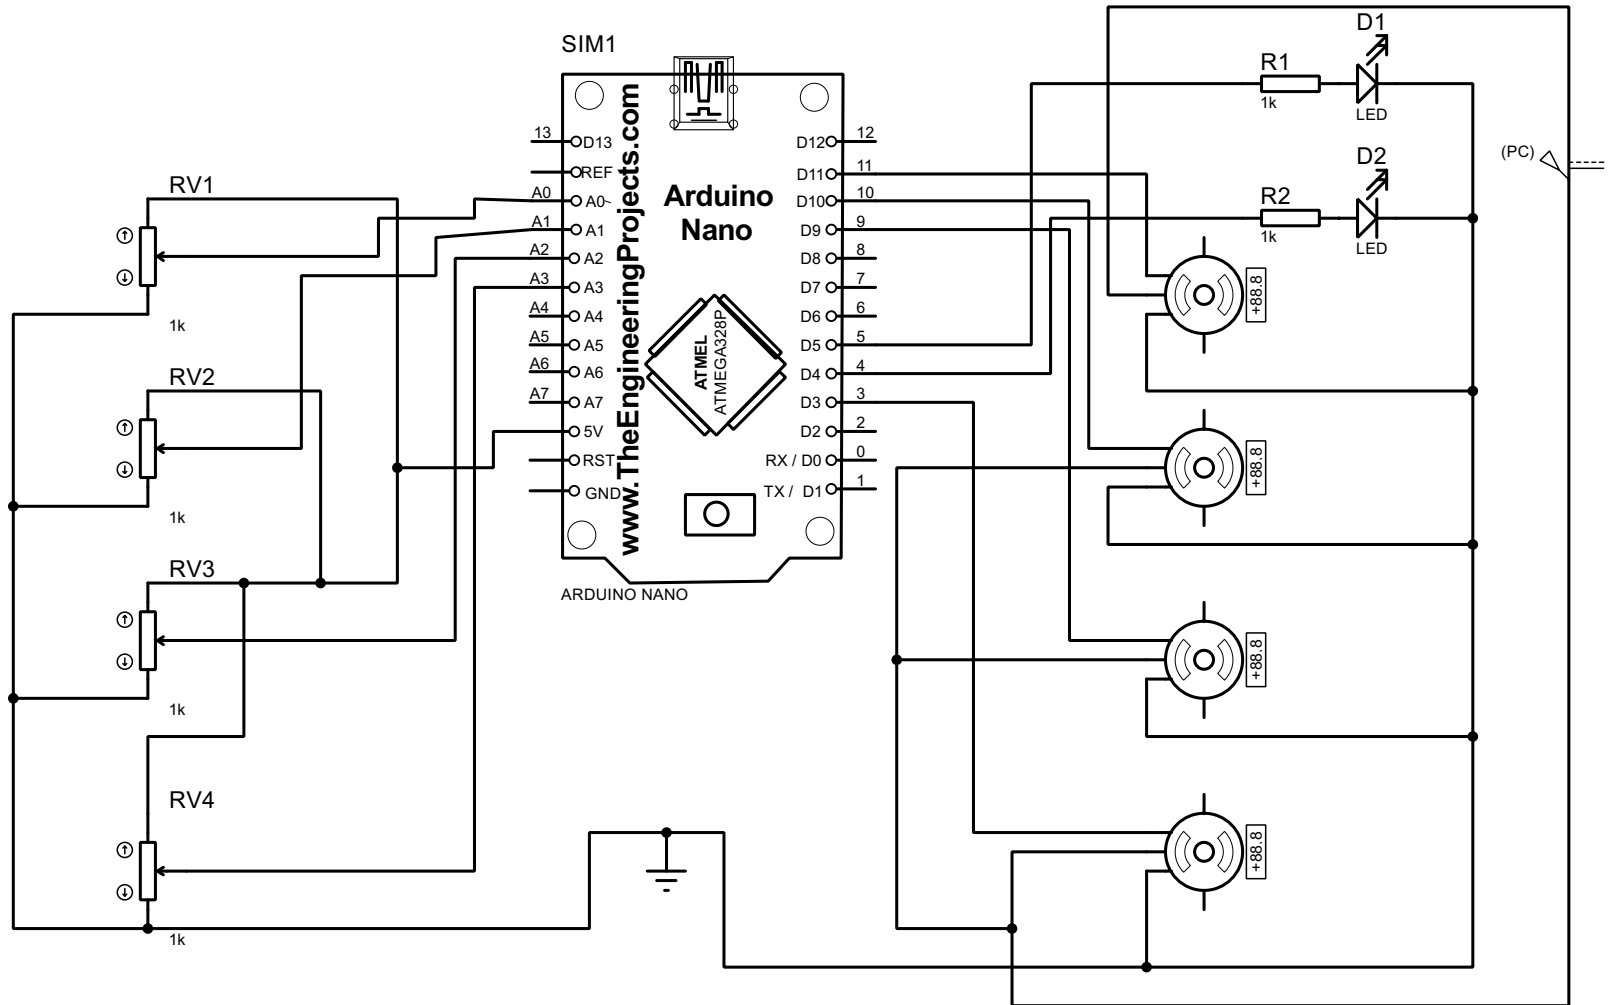 SIM1
www.TheEngineeringProjects.com
Arduino
Nano
ATMEL
ATMEGA328P
ARDUINO NANO
13
D13
REF
A0
A0~
A1
A1
A2
A2
A3
A3
A4
A4
A5
A5
A6
A6
A7
A7
5V
RST
GND
D12
12
D11
11
D10
10
D9
9
D8
8
D7
7
D6
6
D5
5
D4
4
D3
3
D2
2
RX / D0
0
TX / D1
1
RV1
1k
RV2
1k
RV3
1k
RV4
1k
D1
R1
1k
LED
D2
R2
1k
LED
(PC)
+88.8
+88.8
+88.8
+88.8